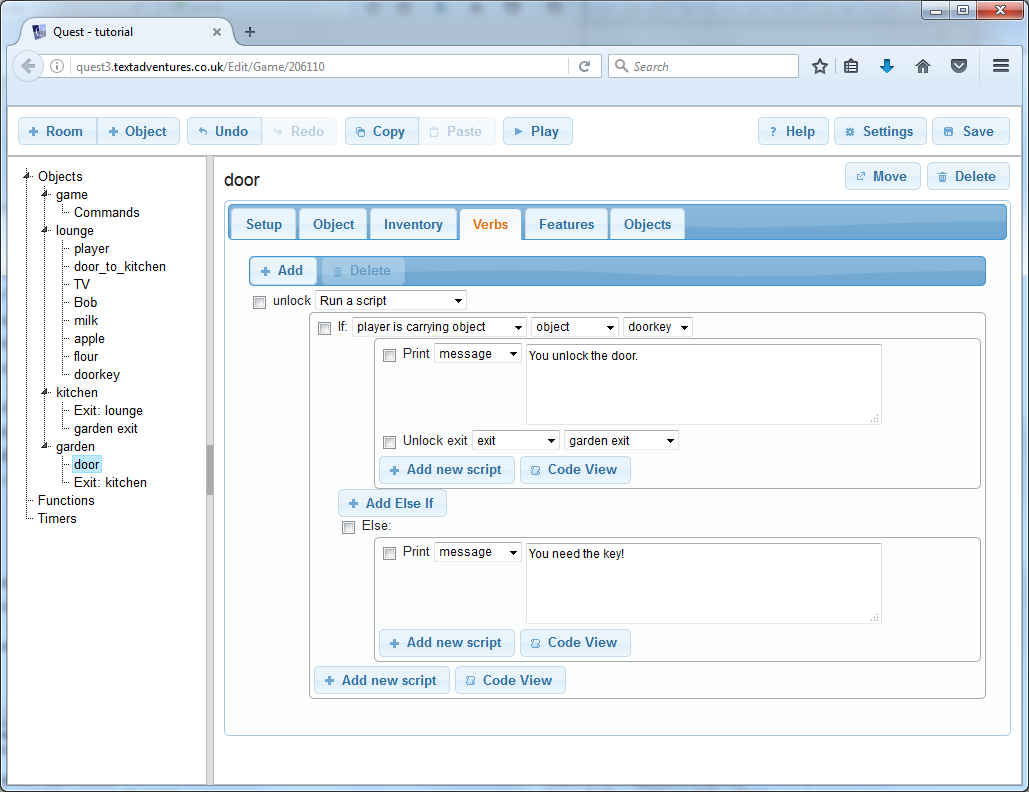 Quest - tutorial
quest3.textadventures.co.uk/Edit/Game/206110 Search
Room Object Undo Redo Copy Paste Play ? Help Settings Save
Objects
game
Commands
lounge
player
door_to_kitchen
TV
Bob
milk
apple
flour
doorkey
kitchen
Exit: lounge
garden exit
garden
door
Exit: kitchen
Functions
Timers
door Move Delete
Setup Object Inventory Verbs Features Objects
Add Delete
unlock Run a script
If: player is carrying object object doorkey
Print message You unlock the door.
Unlock exit exit garden exit
Add new script Code View
Add Else If
Else:
Print message You need the key!
Add new script Code View
Add new script Code View